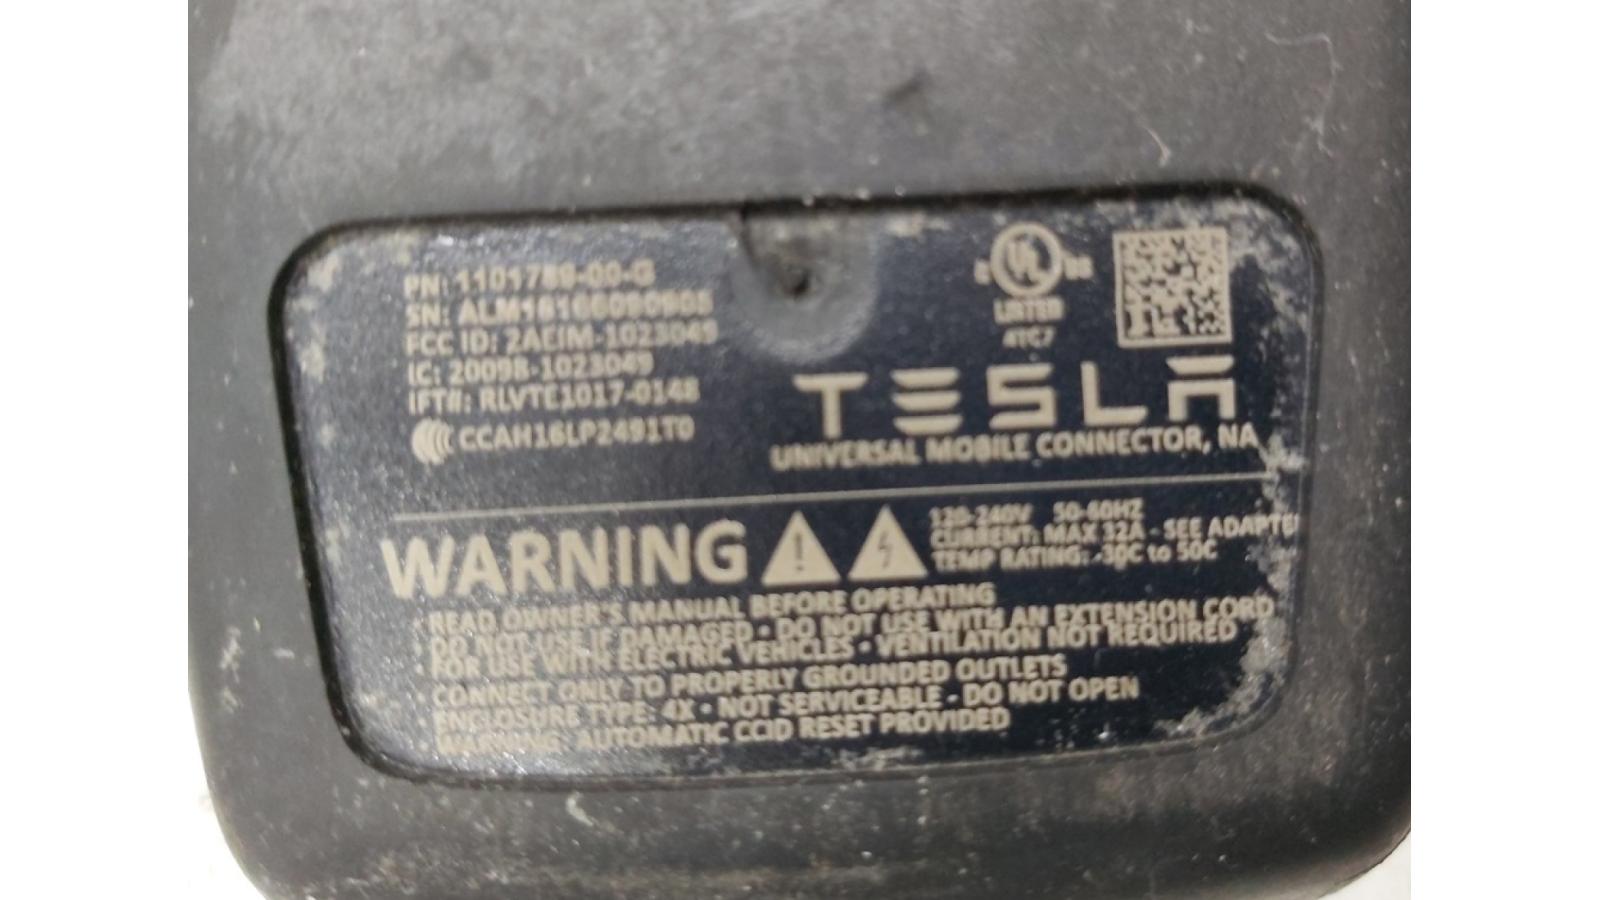 PN: 1101789-00-G
SN:
FCC ID: 2AEIM-1023049
IC: 20098-1023049
IFT#: RLVTE1017-0148
CCAH16LP2491T0
C UL US
LISTED
4TC7
TESLA
UNIVERSAL MOBILE CONNECTOR, NA
WARNING
120-240V 50-60HZ
CURRENT: MAX 32A - SEE ADAPTE
TEMP RATING: -30C to 50C
• READ OWNER'S MANUAL BEFORE OPERATING
• DO NOT USE IF DAMAGED • DO NOT USE WITH AN EXTENSION CORD
• FOR USE WITH ELECTRIC VEHICLES • VENTILATION NOT REQUIRED
• CONNECT ONLY TO PROPERLY GROUNDED OUTLETS
• ENCLOSURE TYPE: 4X • NOT SERVICEABLE - DO NOT OPEN
WARNING: AUTOMATIC CCID RESET PROVIDED